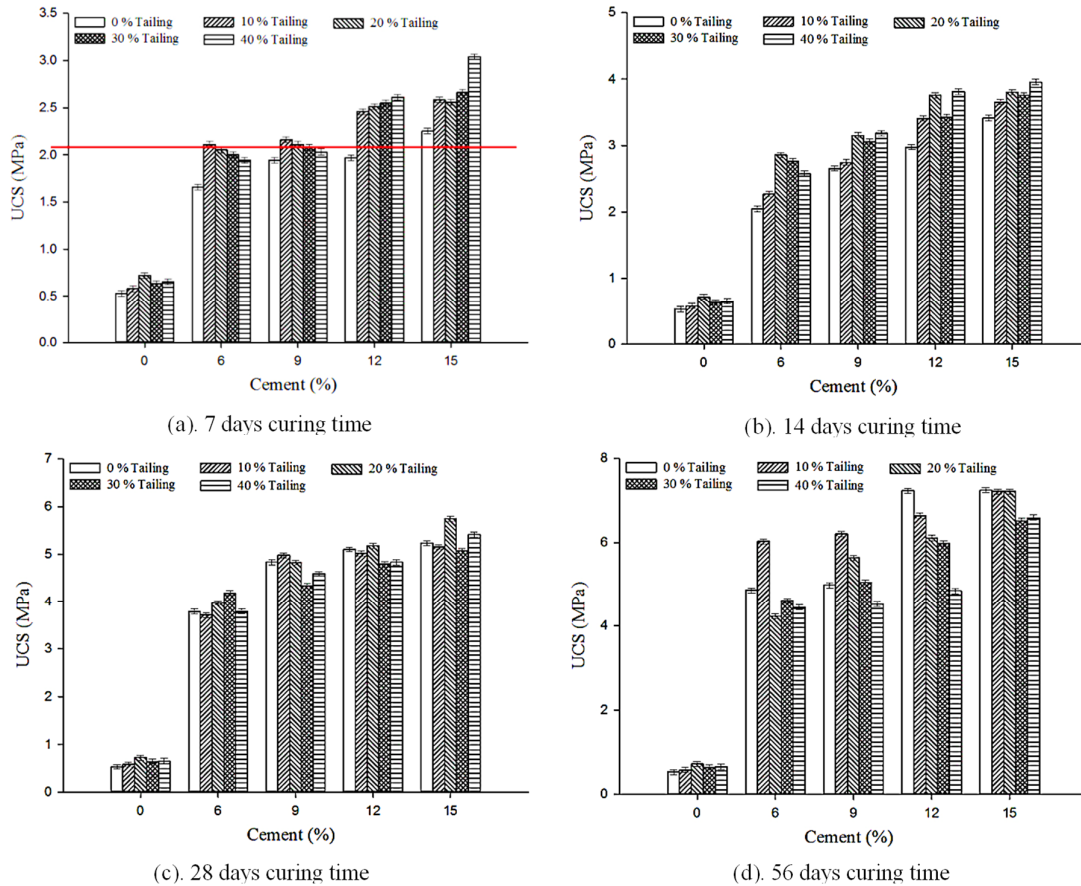 0 % Tailing 10 % Tailing 20 % Tailing
30 % Tailing 40 % Tailing
3.5
3.0
2.5
2.0
1.5
1.0
0.5
0.0
UCS (MPa)
0 6 9 12 15
Cement (%)
(a). 7 days curing time
0 % Tailing 10 % Tailing 20 % Tailing
30 % Tailing 40 % Tailing
5
4
3
2
1
0
UCS (MPa)
0 6 9 12 15
Cement (%)
(b). 14 days curing time
0 % Tailing 10 % Tailing 20 % Tailing
30 % Tailing 40 % Tailing
7
6
5
4
3
2
1
0
UCS (MPa)
0 6 9 12 15
Cement (%)
(c). 28 days curing time
0 % Tailing 10 % Tailing 20 % Tailing
30 % Tailing 40 % Tailing
8
6
4
2
0
UCS (MPa)
0 6 9 12 15
Cement (%)
(d). 56 days curing time